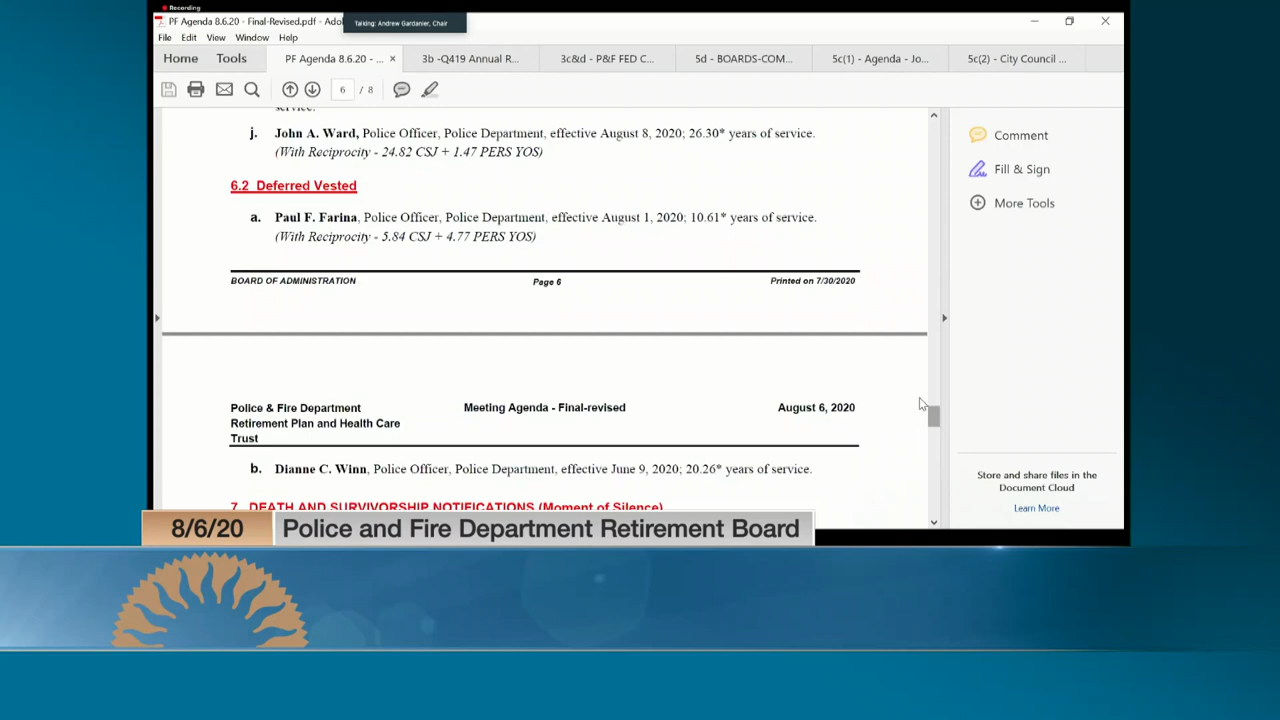 Recording
PF Agenda 8.6.20 - Final-Revised.pdf - Adob
Talking: Andrew Gardanier, Chair
File Edit View Window Help
Home Tools PF Agenda 8.6.20 - ... × 3b -Q419 Annual R... 3c&d - P&F FED C... 5d - BOARDS-COM... 5c(1) - Agenda - Jo... 5c(2) - City Council ...
6 / 8
service.
j. John A. Ward, Police Officer, Police Department, effective August 8, 2020; 26.30* years of service.
(With Reciprocity - 24.82 CSJ + 1.47 PERS YOS)
6.2 Deferred Vested
a. Paul F. Farina, Police Officer, Police Department, effective August 1, 2020; 10.61* years of service.
(With Reciprocity - 5.84 CSJ + 4.77 PERS YOS)
BOARD OF ADMINISTRATION Page 6 Printed on 7/30/2020
Police & Fire Department Meeting Agenda - Final-revised August 6, 2020
Retirement Plan and Health Care
Trust
b. Dianne C. Winn, Police Officer, Police Department, effective June 9, 2020; 20.26* years of service.
7 DEATH AND SURVIVORSHIP NOTIFICATIONS (Moment of Silence)
Comment
Fill & Sign
More Tools
Store and share files in the
Document Cloud
Learn More
8/6/20 Police and Fire Department Retirement Board